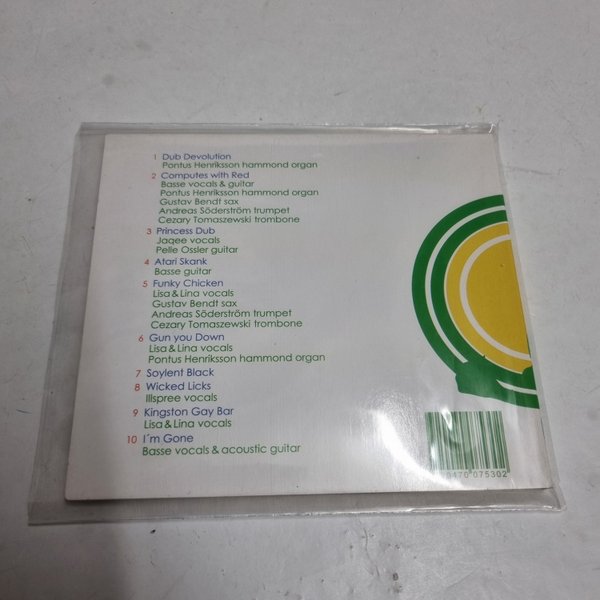 1 Dub Devolution
Pontus Henriksson hammond organ
2 Computes with Red
Basse vocals & guitar
Pontus Henriksson hammond organ
Gustav Bendt sax
Andreas Söderström trumpet
Cezary Tomaszewski trombone
3 Princess Dub
Jaqee vocals
Pelle Ossler guitar
4 Atari Skank
Basse guitar
5 Funky Chicken
Lisa & Lina vocals
Gustav Bendt sax
Andreas Söderström trumpet
Cezary Tomaszewski trombone
6 Gun you Down
Lisa & Lina vocals
Pontus Henriksson hammond organ
7 Soylent Black
8 Wicked Licks
Illspree vocals
9 Kingston Gay Bar
Lisa & Lina vocals
10 I´m Gone
Basse vocals & acoustic guitar
0470 075302